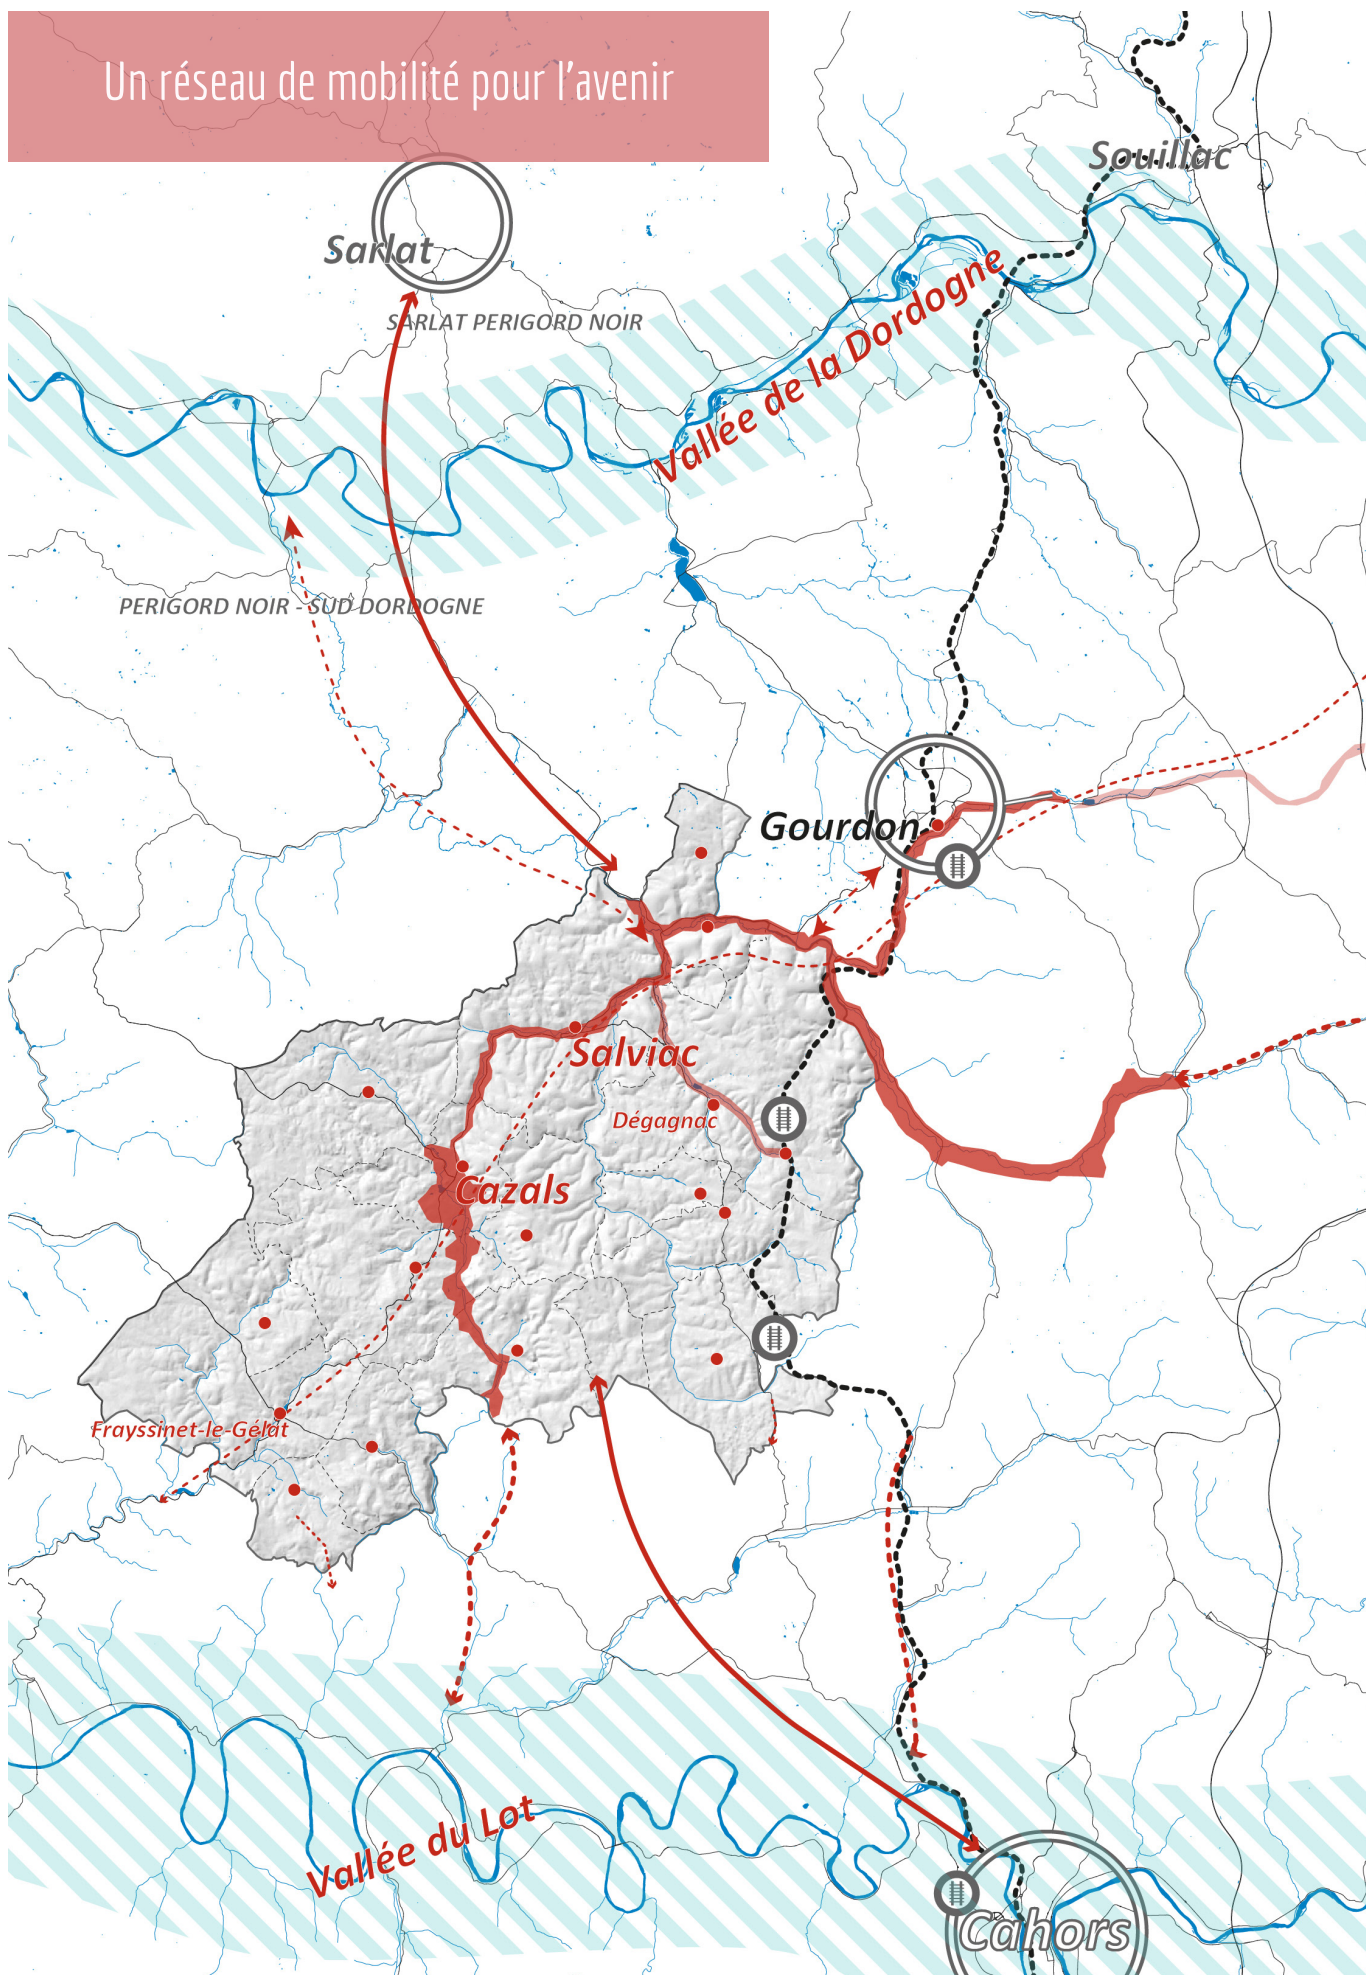 Un réseau de mobilité pour l'avenir
Souillac
Sarlat
SARLAT PERIGORD NOIR
Vallée de la Dordogne
PERIGORD NOIR - SUD DORDOGNE
Gourdon
Salviac
Dégagnac
Cazals
Frayssinet-le-Gélat
Vallée du Lot
Cahors